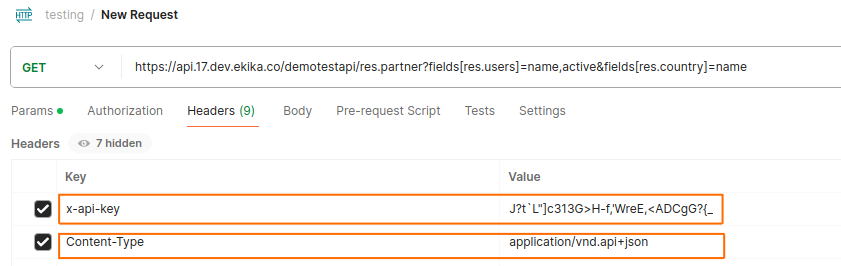 HTTP testing / New Request
GET https://api.17.dev.ekika.co/demotestapi/res.partner?fields[res.users]=name,active&fields[res.country]=name
Params Authorization Headers (9) Body Pre-request Script Tests Settings
Headers 7 hidden
Key Value
x-api-key J?t`L"]c313G>H-f,'WreE,<ADCgG?{_
Content-Type application/vnd.api+json